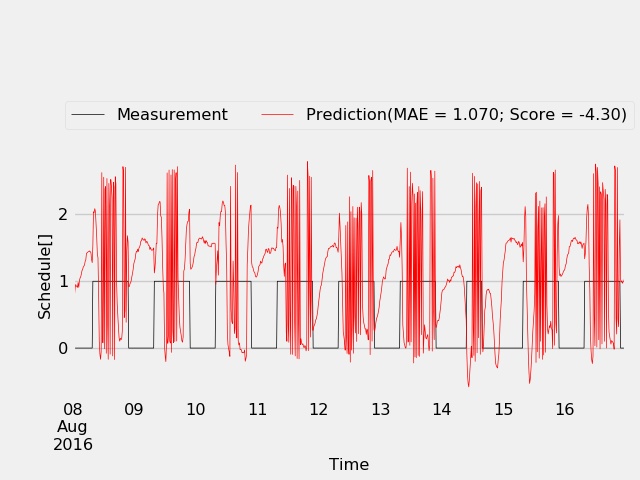 Measurement
Prediction(MAE = 1.070; Score = -4.30)
Schedule[]
2
1
0
08 09 10 11 12 13 14 15 16
Aug
2016
Time